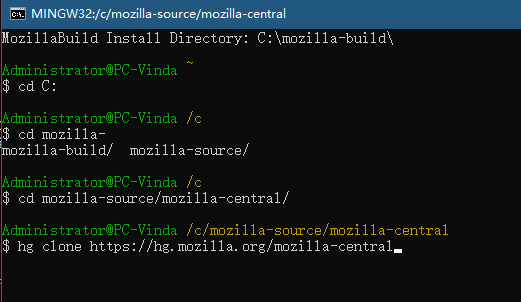 MINGW32:/c/mozilla-source/mozilla-central
MozillaBuild Install Directory: C:\mozilla-build\
Administrator@PC-Vinda ~
$ cd C:
Administrator@PC-Vinda /c
$ cd mozilla-
mozilla-build/  mozilla-source/
Administrator@PC-Vinda /c
$ cd mozilla-source/mozilla-central/
Administrator@PC-Vinda /c/mozilla-source/mozilla-central
$ hg clone https://hg.mozilla.org/mozilla-central